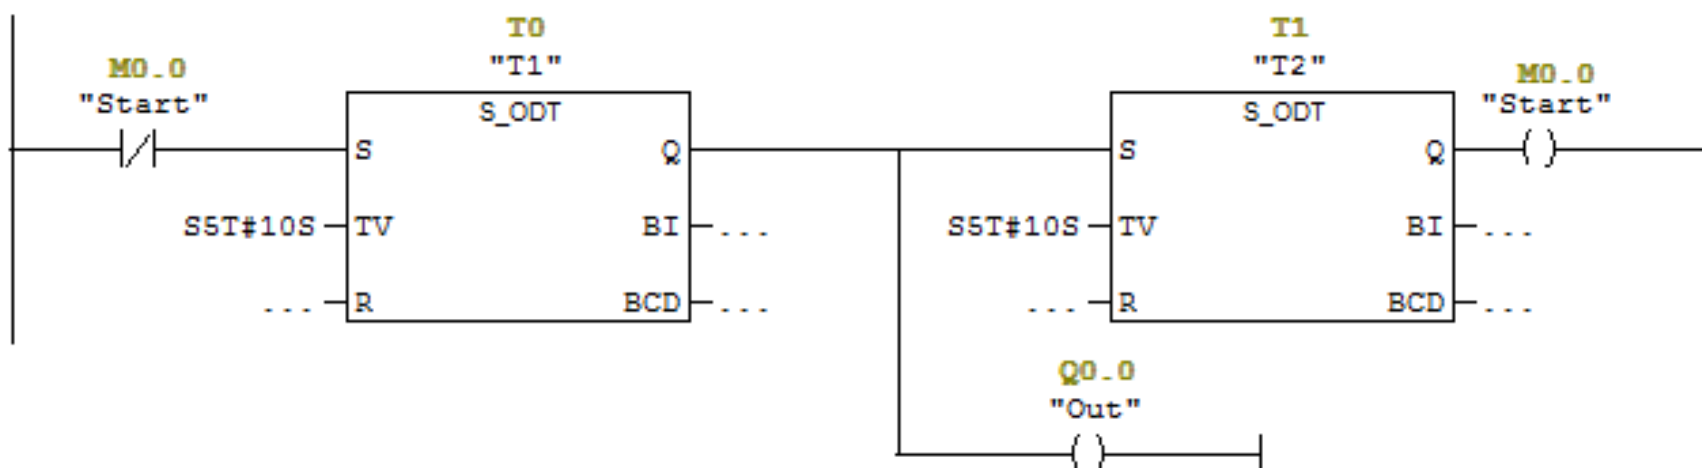 T0
"T1"
T1
"T2"
M0.0
"Start"
M0.0
"Start"
S_ODT
S_ODT
S
Q
S
Q
S5T#10S
TV
BI
...
S5T#10S
TV
BI
...
...
R
BCD
...
...
R
BCD
...
Q0.0
"Out"